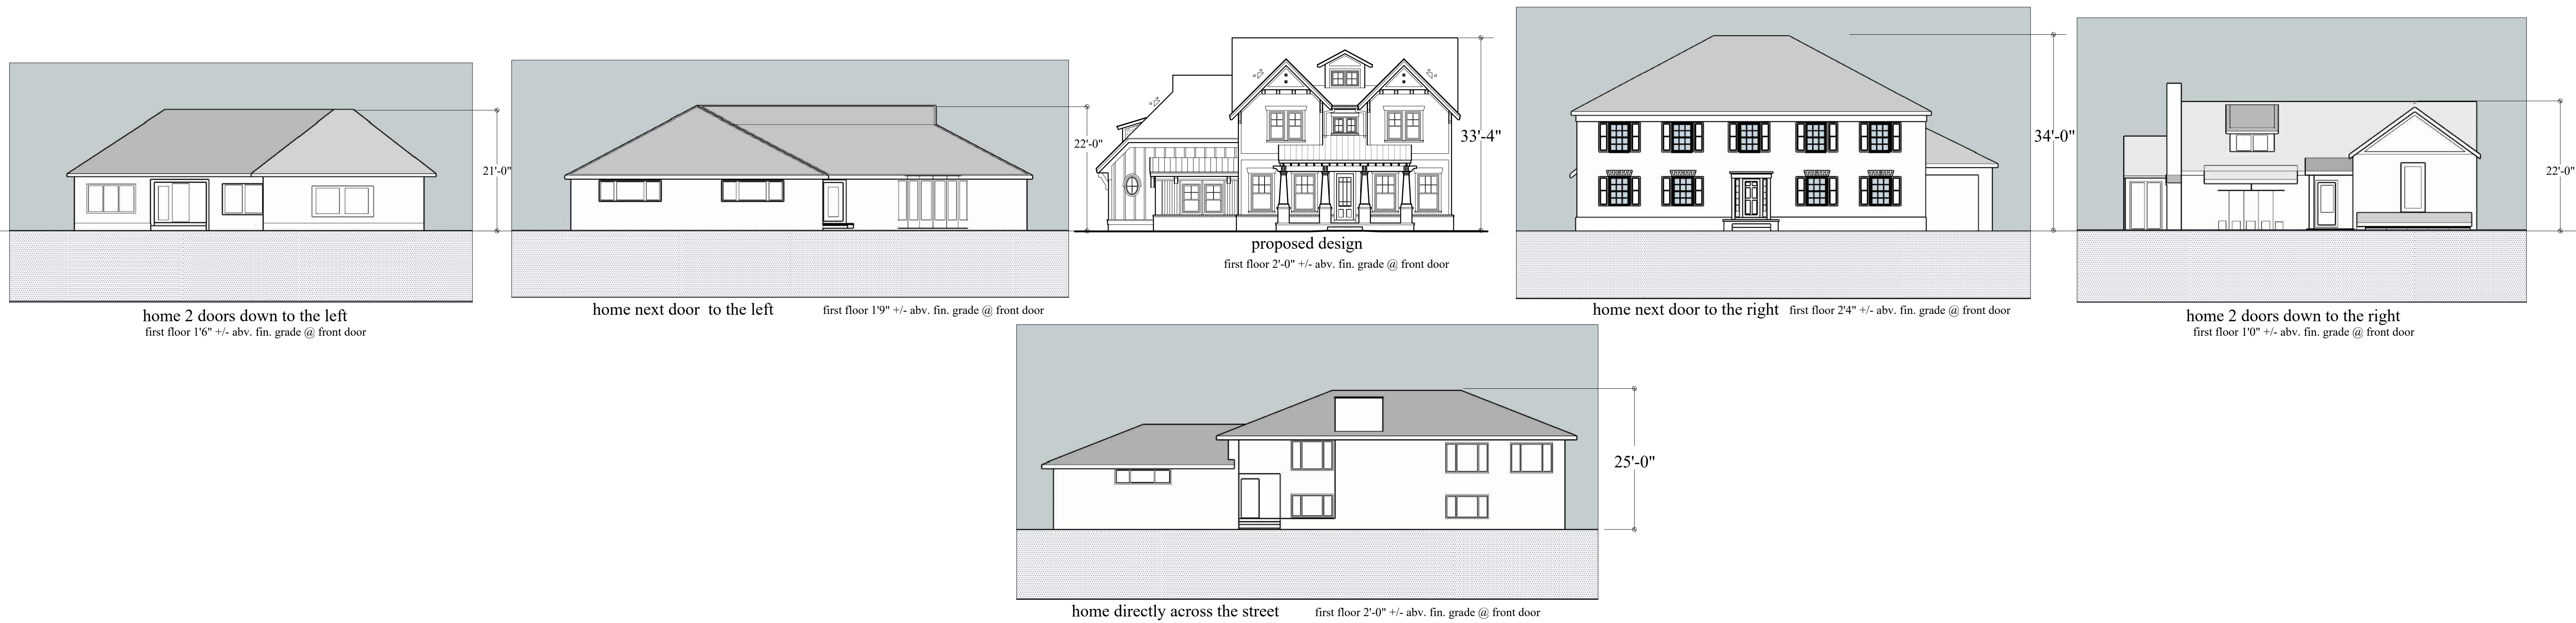 21'-0"
22'-0"
33'-4"
34'-0"
22'-0"
proposed design
first floor 2'-0" +/- abv. fin. grade @ front door
home 2 doors down to the left
first floor 1'6" +/- abv. fin. grade @ front door
home next door to the left
first floor 1'9" +/- abv. fin. grade @ front door
home next door to the right
first floor 2'4" +/- abv. fin. grade @ front door
home 2 doors down to the right
first floor 1'0" +/- abv. fin. grade @ front door
25'-0"
home directly across the street
first floor 2'-0" +/- abv. fin. grade @ front door